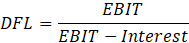 DFL = EBIT / (EBIT − Interest)